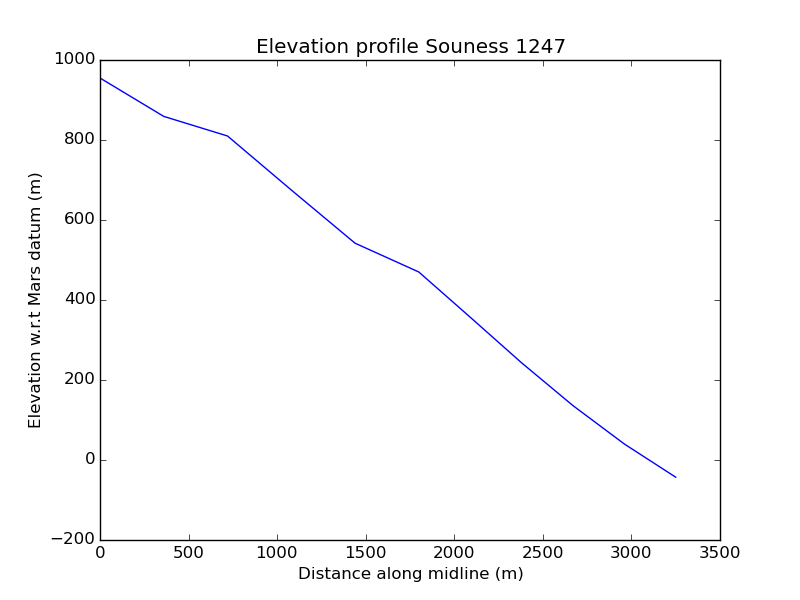 Elevation profile Souness 1247
1000
800
600
400
200
0
−200
Elevation w.r.t Mars datum (m)
0 500 1000 1500 2000 2500 3000 3500
Distance along midline (m)